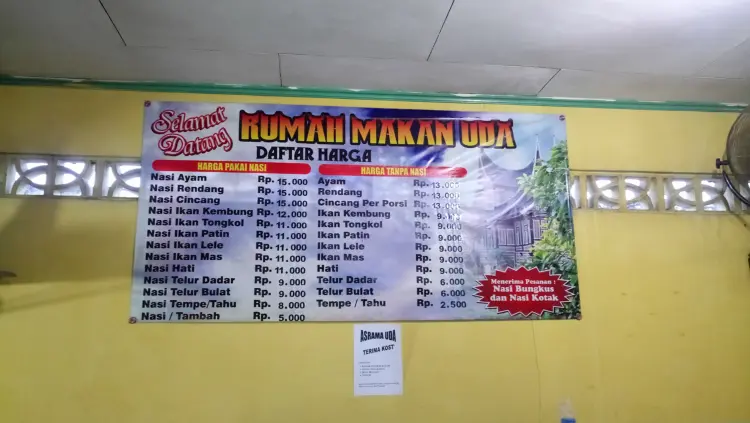 Selamat Datang
RUMAH MAKAN UDA
DAFTAR HARGA
HARGA PAKAI NASI
Nasi Ayam Rp. 15.000
Nasi Rendang Rp. 15.000
Nasi Cincang Rp. 15.000
Nasi Ikan Kembung Rp. 12.000
Nasi Ikan Tongkol Rp. 11.000
Nasi Ikan Patin Rp. 11.000
Nasi Ikan Lele Rp. 11.000
Nasi Ikan Mas Rp. 11.000
Nasi Hati Rp. 11.000
Nasi Telur Dadar Rp. 9.000
Nasi Telur Bulat Rp. 9.000
Nasi Tempe/Tahu Rp. 8.000
Nasi / Tambah Rp. 5.000
HARGA TANPA NASI
Ayam Rp. 13.000
Rendang Rp. 13.000
Cincang Per Porsi Rp. 13.000
Ikan Kembung Rp. 9.000
Ikan Tongkol Rp. 9.000
Ikan Patin Rp. 9.000
Ikan Lele Rp. 9.000
Ikan Mas Rp. 9.000
Hati Rp. 9.000
Telur Dadar Rp. 6.000
Telur Bulat Rp. 6.000
Tempe / Tahu Rp. 2.500
Menerima Pesanan :
Nasi Bungkus
dan Nasi Kotak
ASRAMA UDA
TERIMA KOST